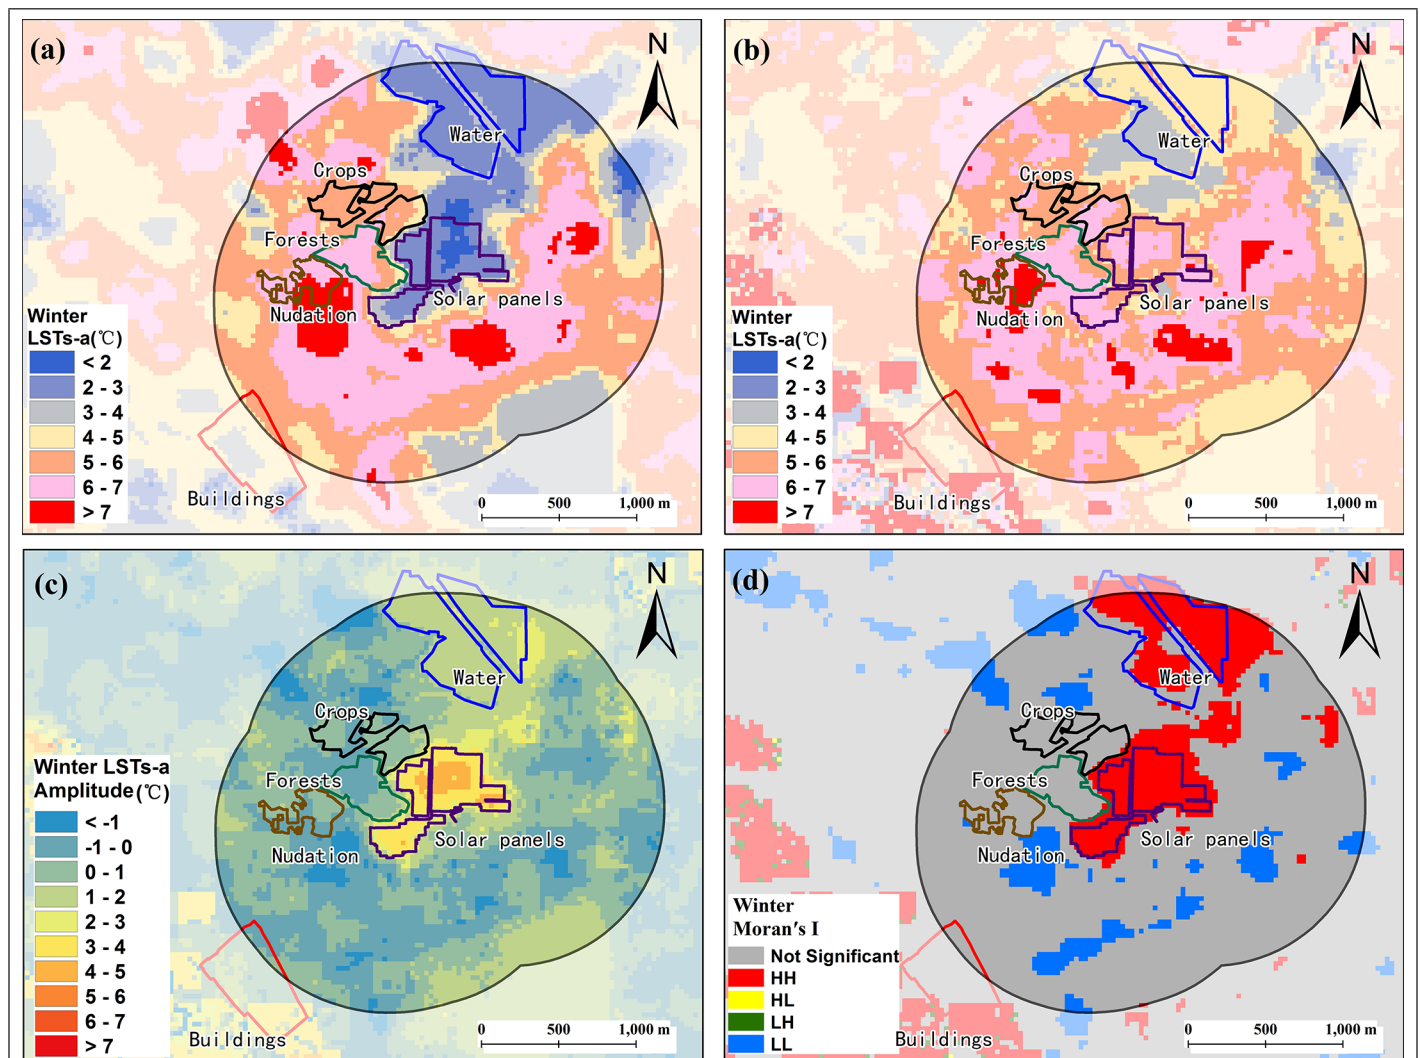 (a)
N
Water
Crops
Forests
Solar panels
Nudation
Buildings
Winter
LSTs-a(℃)
< 2
2 - 3
3 - 4
4 - 5
5 - 6
6 - 7
> 7
0 500 1,000 m
(b)
N
Water
Crops
Forests
Solar panels
Nudation
Buildings
Winter
LSTs-a(℃)
< 2
2 - 3
3 - 4
4 - 5
5 - 6
6 - 7
> 7
0 500 1,000 m
(c)
N
Water
Crops
Forests
Solar panels
Nudation
Buildings
Winter LSTs-a
Amplitude(℃)
< -1
-1 - 0
0 - 1
1 - 2
2 - 3
3 - 4
4 - 5
5 - 6
6 - 7
> 7
0 500 1,000 m
(d)
N
Water
Crops
Forests
Solar panels
Nudation
Buildings
Winter
Moran's I
Not Significant
HH
HL
LH
LL
0 500 1,000 m